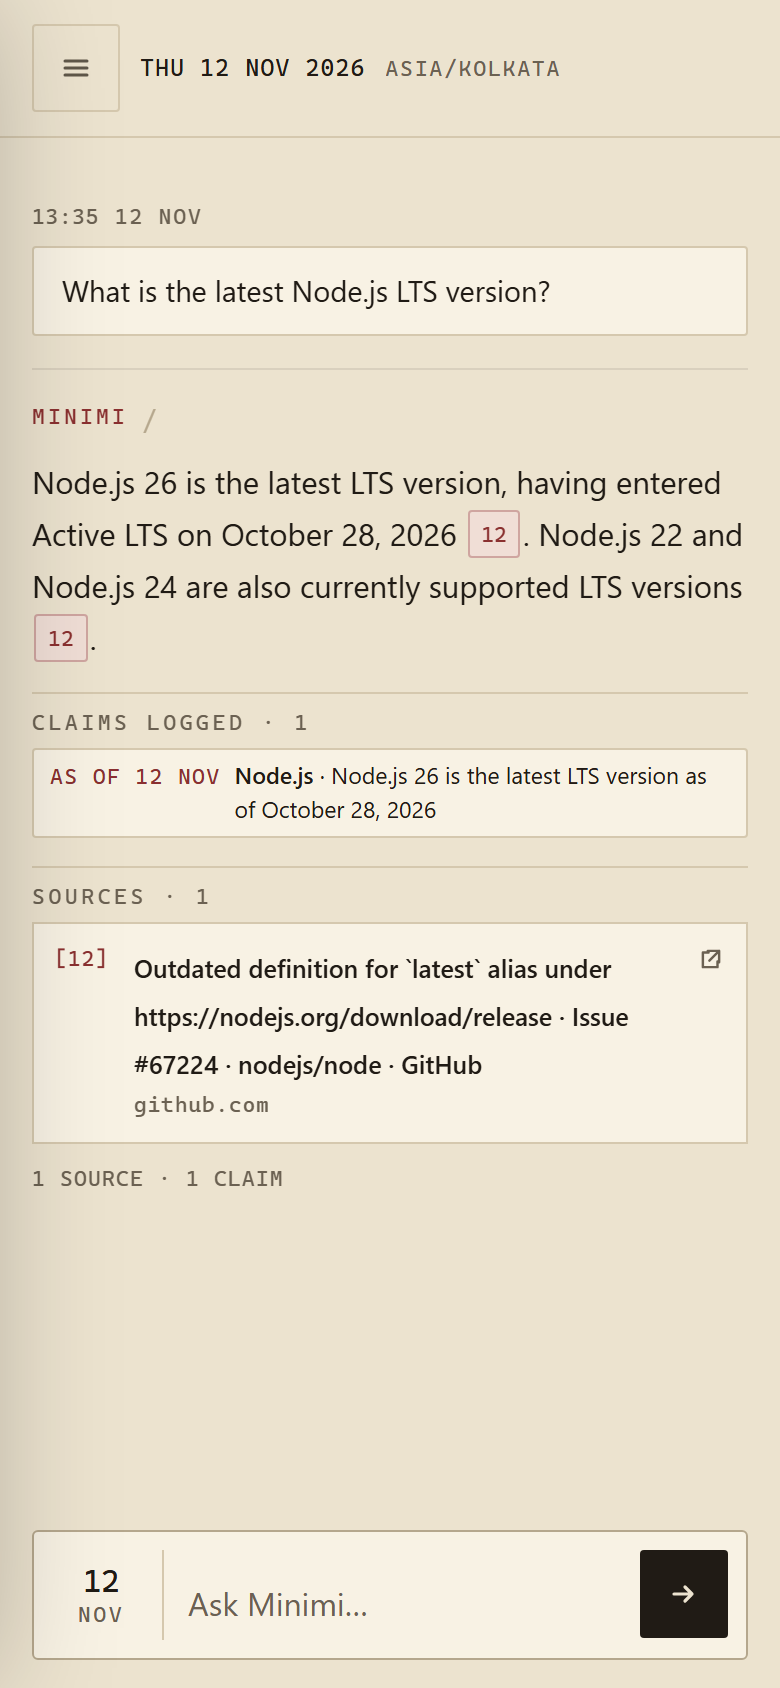 THU 12 NOV 2026 ASIA/KOLKATA
13:35 12 NOV
What is the latest Node.js LTS version?
MINIMI /
Node.js 26 is the latest LTS version, having entered
Active LTS on October 28, 2026 12 . Node.js 22 and
Node.js 24 are also currently supported LTS versions
12 .
CLAIMS LOGGED · 1
AS OF 12 NOV Node.js · Node.js 26 is the latest LTS version as
of October 28, 2026
SOURCES · 1
[12] Outdated definition for `latest` alias under
https://nodejs.org/download/release · Issue
#67224 · nodejs/node · GitHub
github.com
1 SOURCE · 1 CLAIM
12
NOV
Ask Minimi...